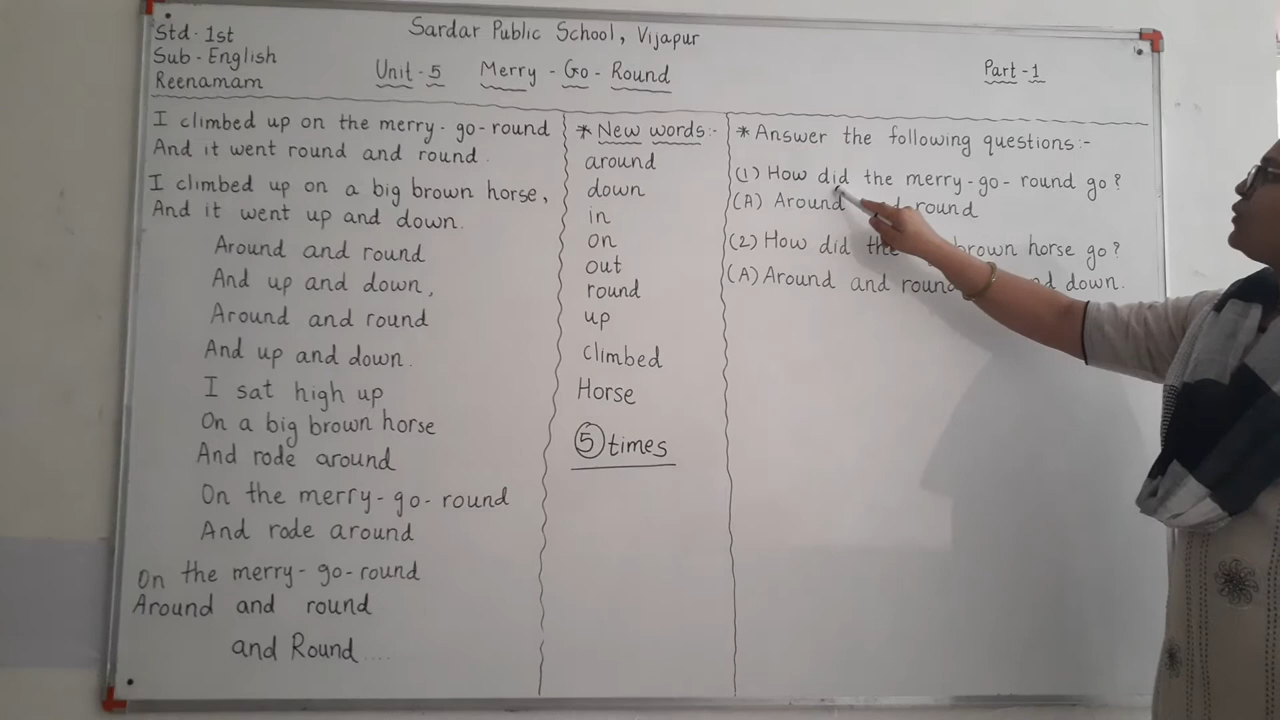 Std-1st
Sub-English
Reenamam
Sardar Public School, Vijapur
Unit-5 Merry-Go-Round
Part-1
I climbed up on the merry-go-round
And it went round and round.
I climbed up on a big brown horse,
And it went up and down.
Around and round
And up and down,
Around and round
And up and down.
I sat high up
On a big brown horse
And rode around
On the merry-go-round
And rode around
On the merry-go-round
Around and round
and Round....
* New words:-
around
down
in
on
out
round
up
climbed
Horse
5 times
* Answer the following questions:-
(1) How did the merry-go-round go?
(A) Around round
(2) How did the brown horse go?
(A) Around and round down.